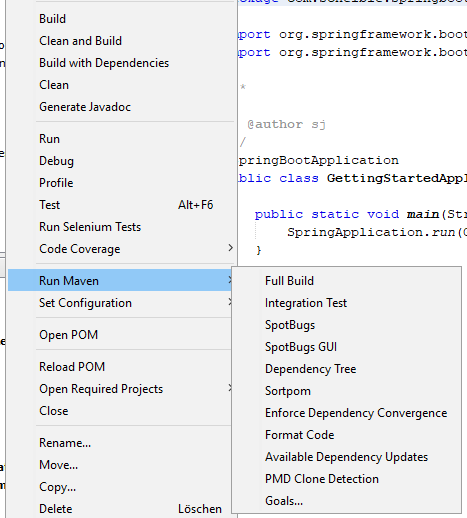 Build
Clean and Build
Build with Dependencies
Clean
Generate Javadoc
Run
Debug
Profile
Test Alt+F6
Run Selenium Tests
Code Coverage
Run Maven
Set Configuration
Open POM
Reload POM
Open Required Projects
Close
Rename...
Move...
Copy...
Delete Löschen
port org.springframework.boot
port org.springframework.boot
*
@author sj
/
pringBootApplication
blic class GettingStartedAppl
public static void main(Str
SpringApplication.run(G
}
Full Build
Integration Test
SpotBugs
SpotBugs GUI
Dependency Tree
Sortpom
Enforce Dependency Convergence
Format Code
Available Dependency Updates
PMD Clone Detection
Goals...